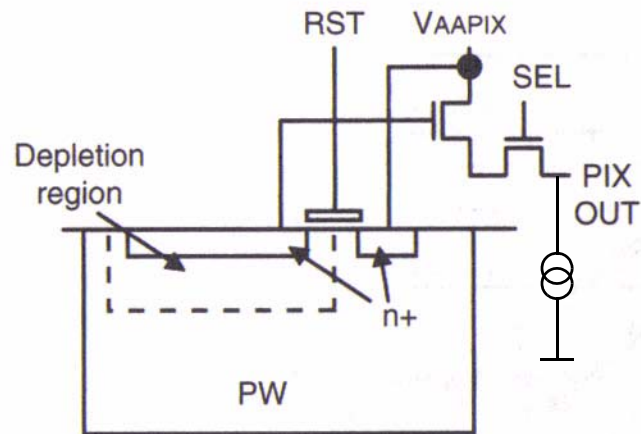 RST
VAAPIX
SEL
Depletion
region
PIX
OUT
n+
PW